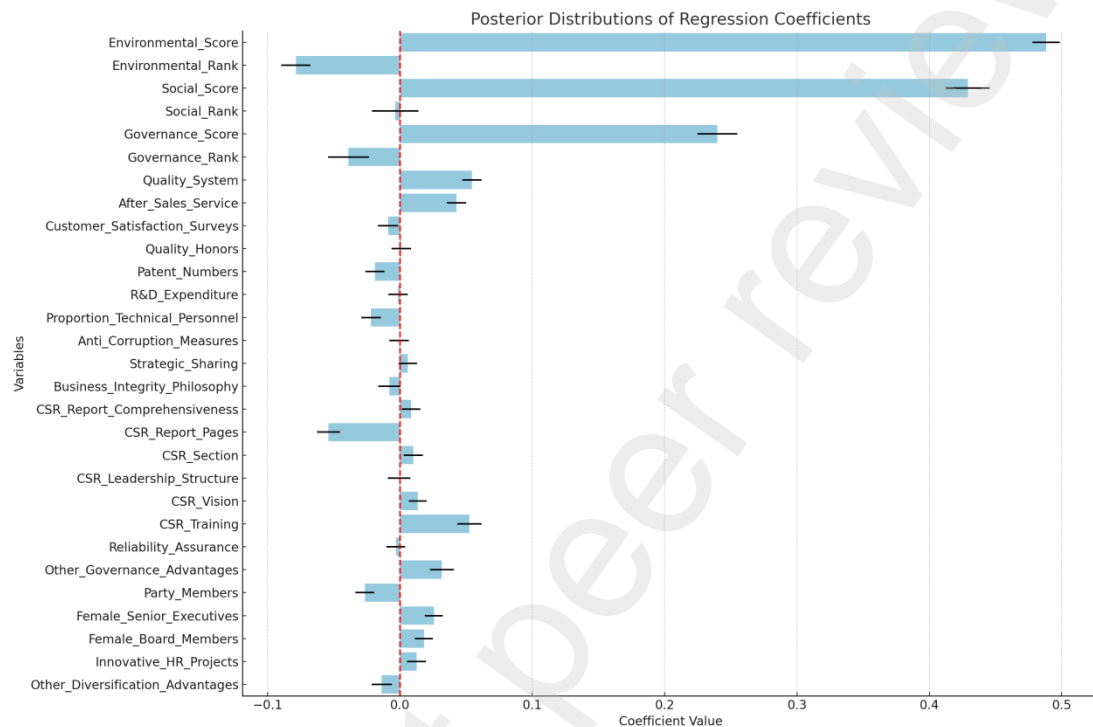 Posterior Distributions of Regression Coefficients
Environmental_Score
Environmental_Rank
Social_Score
Social_Rank
Governance_Score
Governance_Rank
Quality_System
After_Sales_Service
Customer_Satisfaction_Surveys
Quality_Honors
Patent_Numbers
R&D_Expenditure
Proportion_Technical_Personnel
Anti_Corruption_Measures
Strategic_Sharing
Business_Integrity_Philosophy
CSR_Report_Comprehensiveness
CSR_Report_Pages
CSR_Section
CSR_Leadership_Structure
CSR_Vision
CSR_Training
Reliability_Assurance
Other_Governance_Advantages
Party_Members
Female_Senior_Executives
Female_Board_Members
Innovative_HR_Projects
Other_Diversification_Advantages
Variables
−0.1 0.0 0.1 0.2 0.3 0.4 0.5
Coefficient Value
peer review